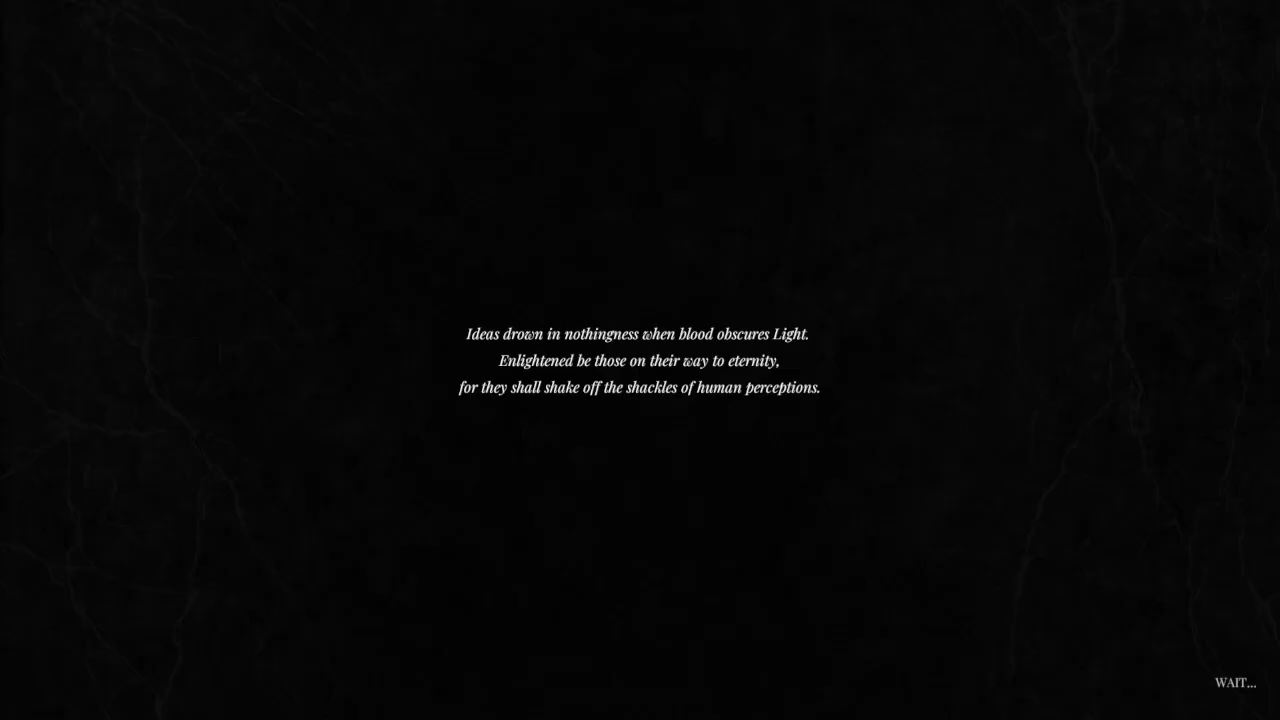 Ideas drown in nothingness when blood obscures Light.
Enlightened be those on their way to eternity,
for they shall shake off the shackles of human perceptions.
WAIT...